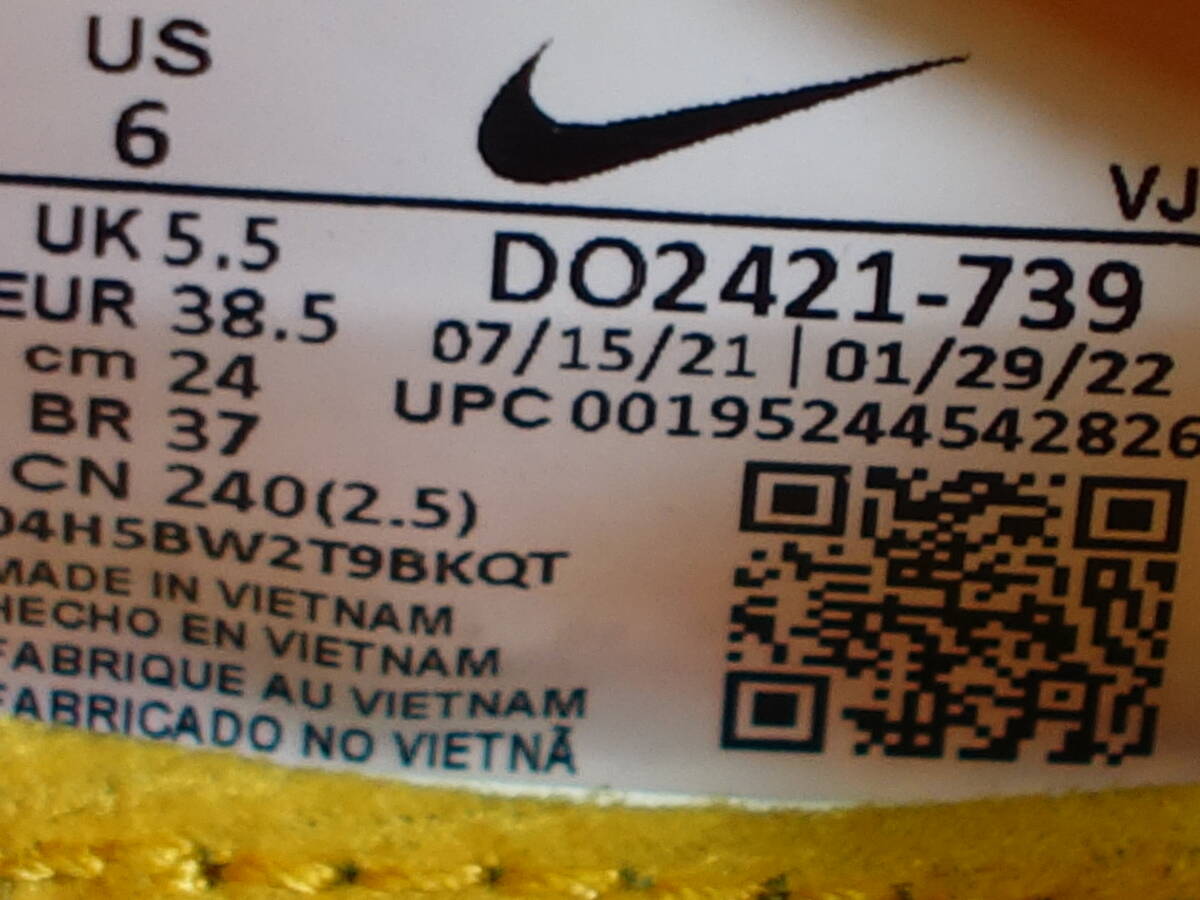 US
6
VJ
UK 5.5
EUR 38.5
cm 24
BR 37
CN 240(2.5)
DO2421-739
07/15/21 | 01/29/22
UPC 00195244542826
04H5BW2T9BKQT
MADE IN VIETNAM
HECHO EN VIETNAM
FABRIQUE AU VIETNAM
FABRICADO NO VIETNÃ